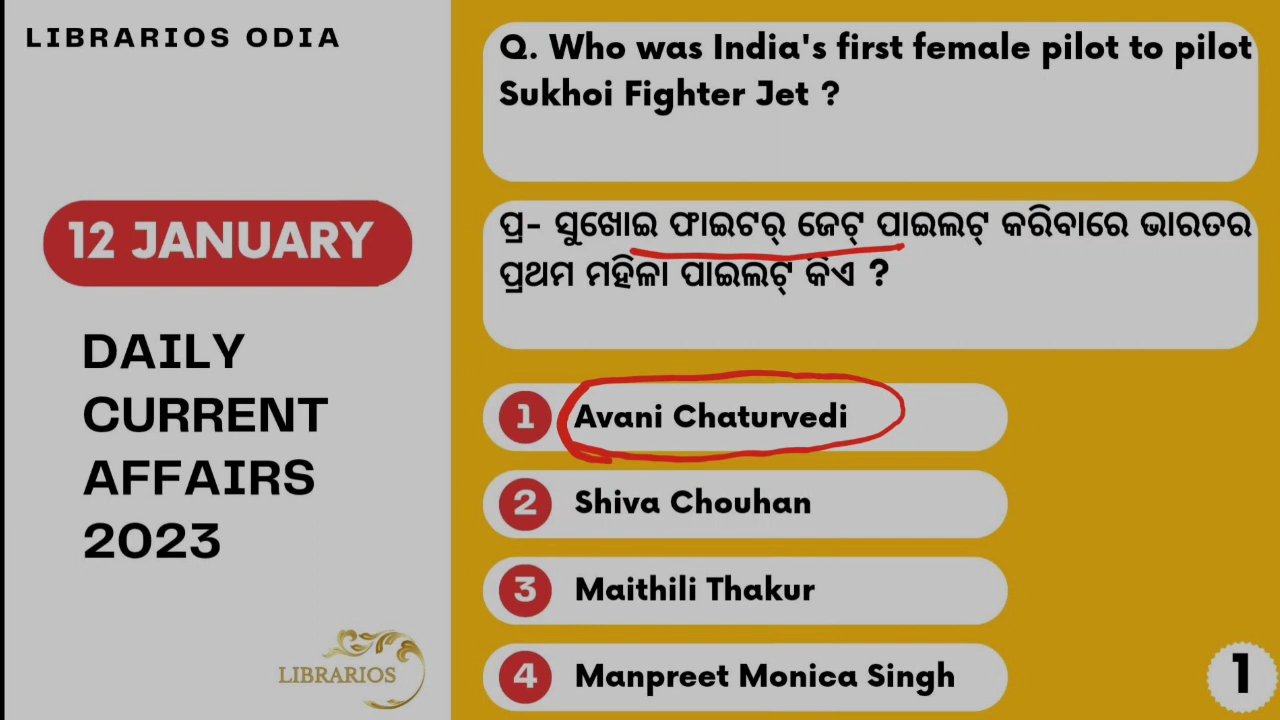 LIBRARIOS ODIA
12 JANUARY
DAILY
CURRENT
AFFAIRS
2023
LIBRARIOS
Q. Who was India's first female pilot to pilot
Sukhoi Fighter Jet ?
ପ୍ର- ସୁଖୋଇ ଫାଇଟର୍ ଜେଟ୍ ପାଇଲଟ୍ କରିବାରେ ଭାରତର
ପ୍ରଥମ ମହିଳା ପାଇଲଟ୍ କିଏ ?
1 Avani Chaturvedi
2 Shiva Chouhan
3 Maithili Thakur
4 Manpreet Monica Singh
1